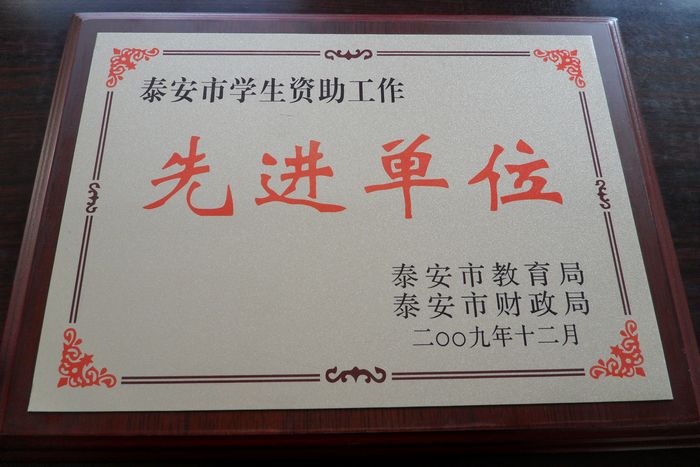 泰安市学生资助工作
先进单位
泰安市教育局
泰安市财政局
二〇〇九年十二月